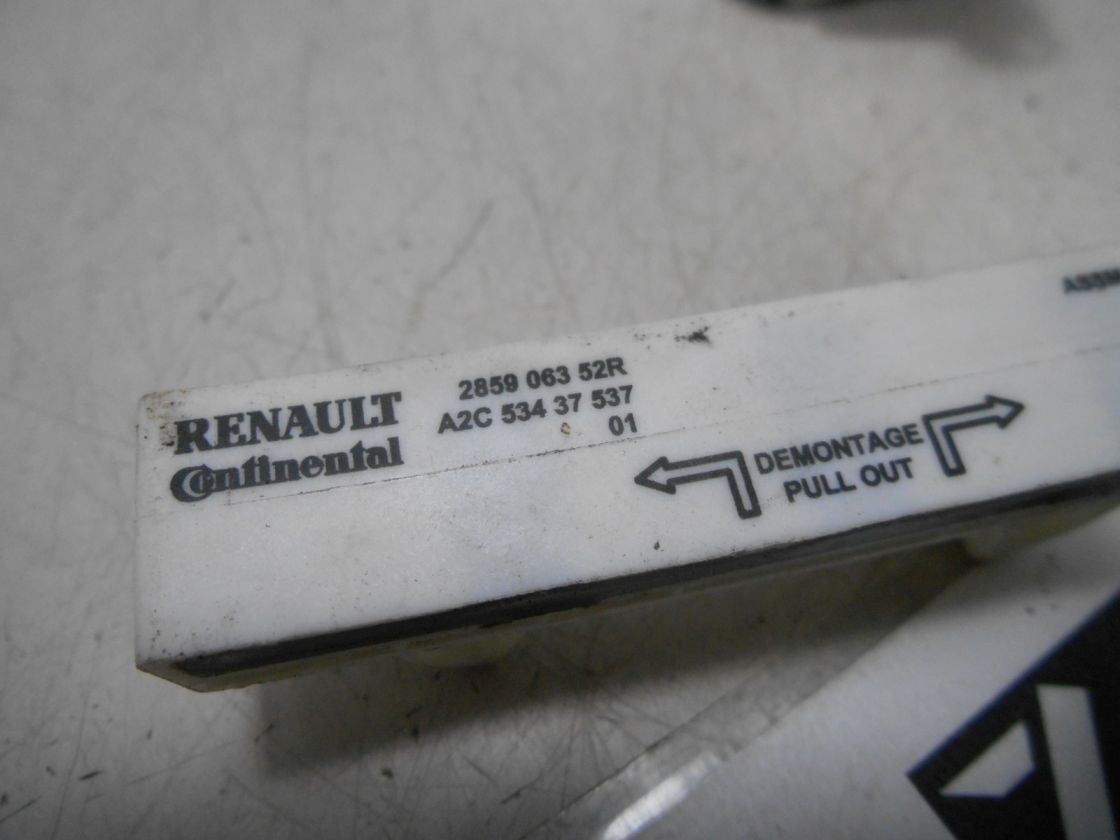 RENAULT
Continental
2859 063 52R
A2C 534 37 537
01
DEMONTAGE
PULL OUT